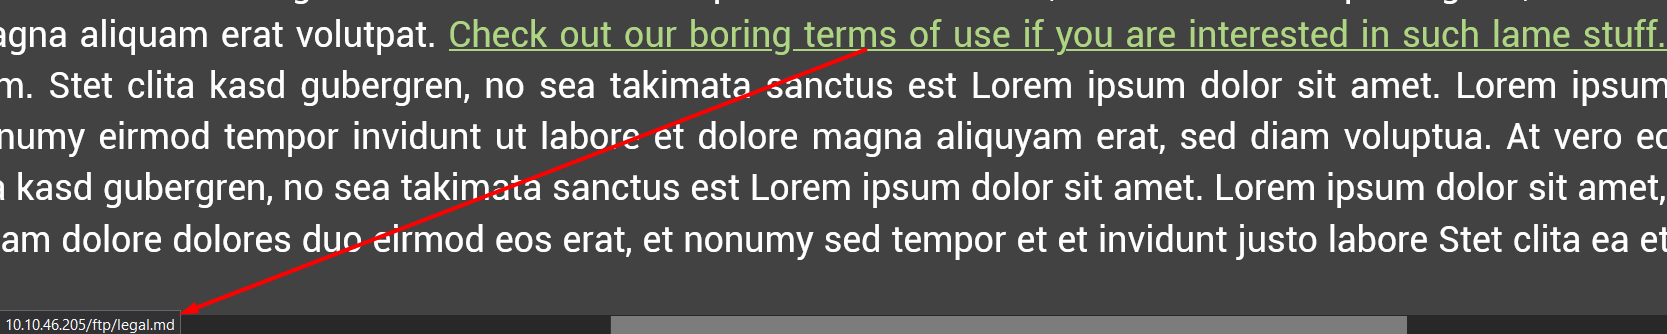 agna aliquam erat volutpat. Check out our boring terms of use if you are interested in such lame stuff.
m. Stet clita kasd gubergren, no sea takimata sanctus est Lorem ipsum dolor sit amet. Lorem ipsum
nonumy eirmod tempor invidunt ut labore et dolore magna aliquyam erat, sed diam voluptua. At vero eo
a kasd gubergren, no sea takimata sanctus est Lorem ipsum dolor sit amet. Lorem ipsum dolor sit amet,
am dolore dolores duo eirmod eos erat, et nonumy sed tempor et et invidunt justo labore Stet clita ea et
10.10.46.205/ftp/legal.md